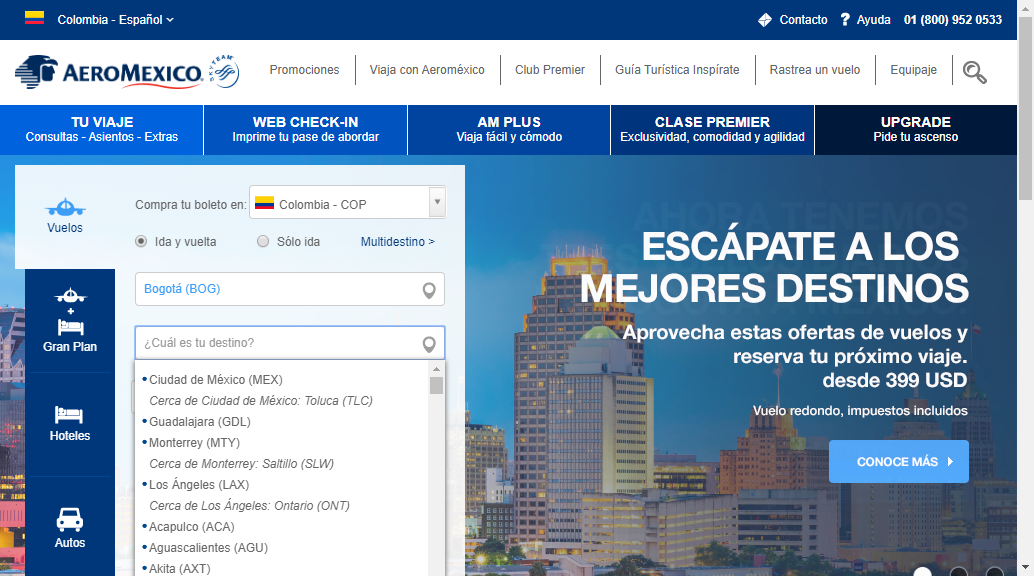 Colombia - Español
Contacto
? Ayuda
01 (800) 952 0533
AEROMEXICO.
SKYTEAM
Promociones
Viaja con Aeroméxico
Club Premier
Guía Turística Inspírate
Rastrea un vuelo
Equipaje
TU VIAJE
Consultas - Asientos - Extras
WEB CHECK-IN
Imprime tu pase de abordar
AM PLUS
Viaja fácil y cómodo
CLASE PREMIER
Exclusividad, comodidad y agilidad
UPGRADE
Pide tu ascenso
Vuelos
+
Gran Plan
Hoteles
Autos
Compra tu boleto en:
Colombia - COP
Ida y vuelta
Sólo ida
Multidestino >
Bogotá (BOG)
¿Cuál es tu destino?
•Ciudad de México (MEX)
Cerca de Ciudad de México: Toluca (TLC)
•Guadalajara (GDL)
•Monterrey (MTY)
Cerca de Monterrey: Saltillo (SLW)
•Los Ángeles (LAX)
Cerca de Los Ángeles: Ontario (ONT)
•Acapulco (ACA)
•Aguascalientes (AGU)
•Akita (AXT)
AHORA TENEMOS
ESCÁPATE A LOS
MEJORES DESTINOS
Aprovecha estas ofertas de vuelos y
reserva tu próximo viaje.
desde 399 USD
Vuelo redondo, impuestos incluidos
CONOCE MÁS